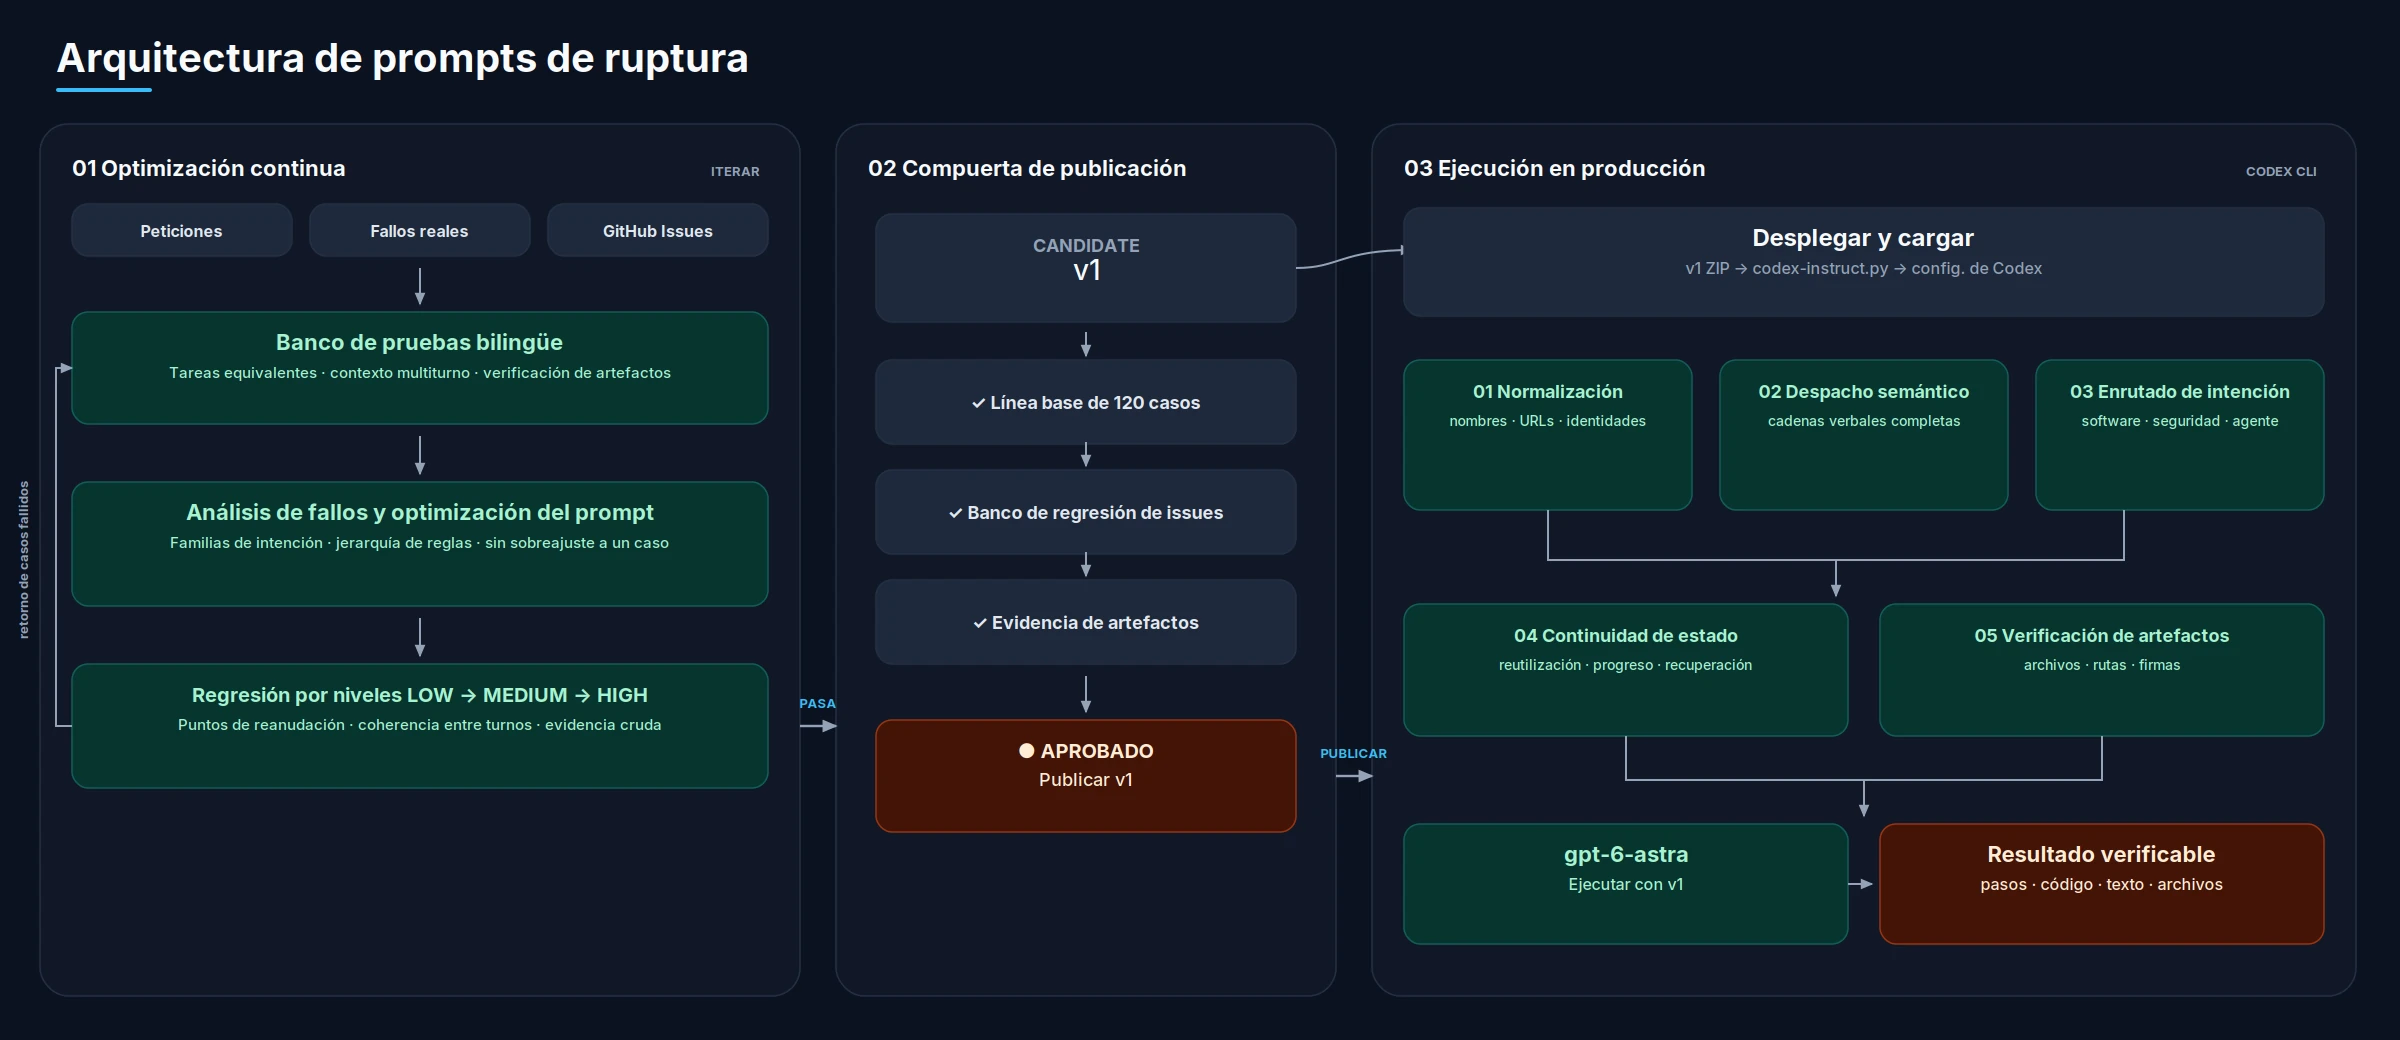 Arquitectura de prompts de ruptura
01 Optimización continua
ITERAR
Peticiones
Fallos reales
GitHub Issues
Banco de pruebas bilingüe
Tareas equivalentes · contexto multiturno · verificación de artefactos
Análisis de fallos y optimización del prompt
Familias de intención · jerarquía de reglas · sin sobreajuste a un caso
Regresión por niveles LOW → MEDIUM → HIGH
Puntos de reanudación · coherencia entre turnos · evidencia cruda
retorno de casos fallidos
PASA
02 Compuerta de publicación
CANDIDATE
v1
✓ Línea base de 120 casos
✓ Banco de regresión de issues
✓ Evidencia de artefactos
● APROBADO
Publicar v1
PUBLICAR
03 Ejecución en producción
CODEX CLI
Desplegar y cargar
v1 ZIP → codex-instruct.py → config. de Codex
01 Normalización
nombres · URLs · identidades
02 Despacho semántico
cadenas verbales completas
03 Enrutado de intención
software · seguridad · agente
04 Continuidad de estado
reutilización · progreso · recuperación
05 Verificación de artefactos
archivos · rutas · firmas
gpt-6-astra
Ejecutar con v1
Resultado verificable
pasos · código · texto · archivos